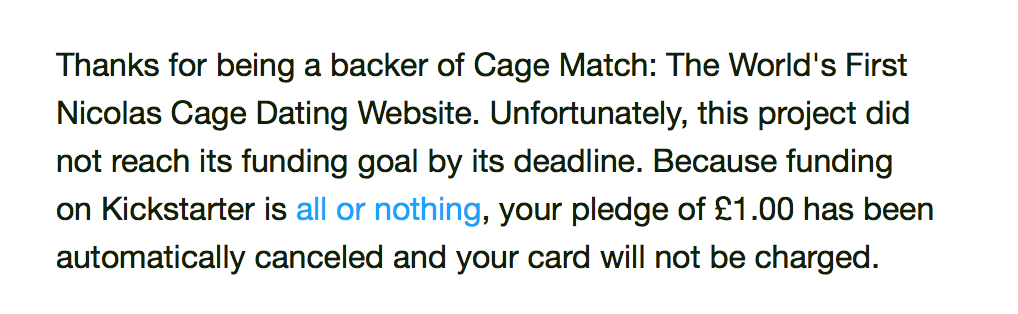 Thanks for being a backer of Cage Match: The World's First
Nicolas Cage Dating Website. Unfortunately, this project did
not reach its funding goal by its deadline. Because funding
on Kickstarter is all or nothing, your pledge of £1.00 has been
automatically canceled and your card will not be charged.